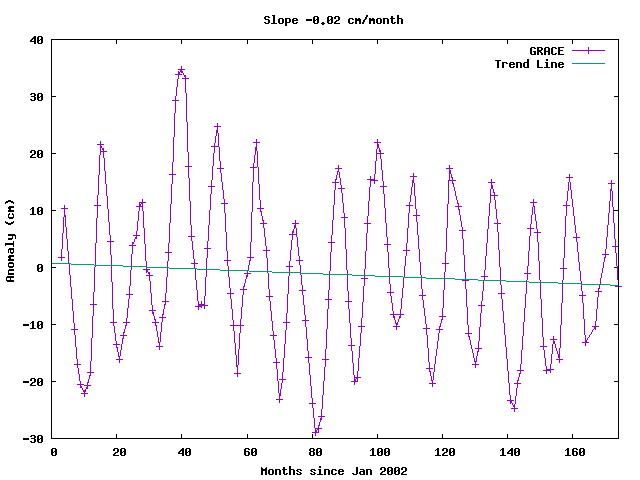 Slope -0.02 cm/month
GRACE
Trend Line
40
30
20
10
0
-10
-20
-30
Anomaly (cm)
0 20 40 60 80 100 120 140 160
Months since Jan 2002